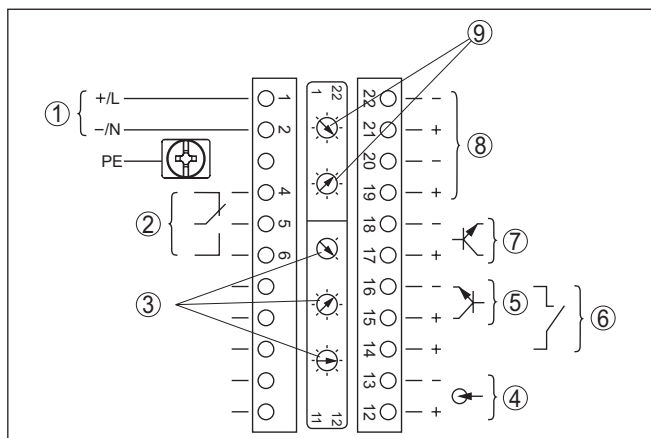 ⑨
① +/L 1 1 22 22 −
−/N 2 21 + ⑧
PE 20 −
4 19 +
② 5 18 − ⑦
6 17 +
③ 16 − ⑤ ⑥
15 +
14 +
13 − ④
11 12 12 +